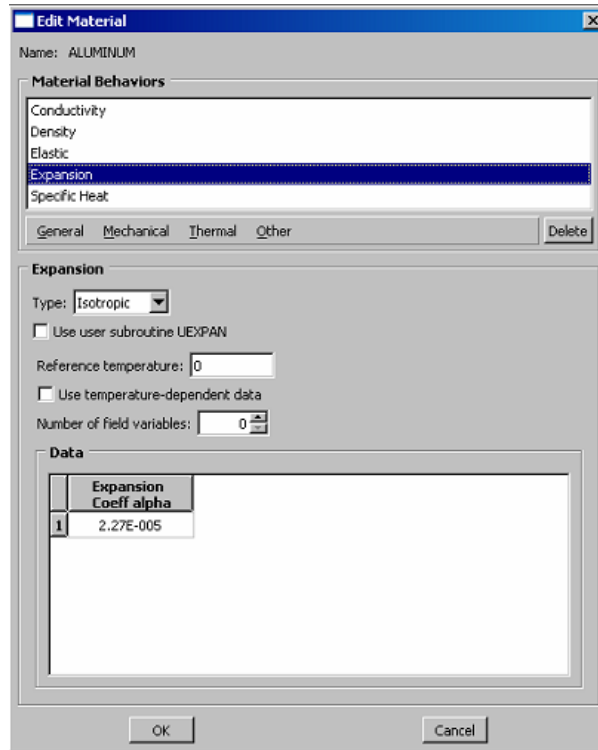 Edit Material
Name: ALUMINUM
Material Behaviors
Conductivity
Density
Elastic
Expansion
Specific Heat
General Mechanical Thermal Other Delete
Expansion
Type: Isotropic
Use user subroutine UEXPAN
Reference temperature: 0
Use temperature-dependent data
Number of field variables: 0
Data
Expansion
Coeff alpha
1 2.27E-005
OK Cancel